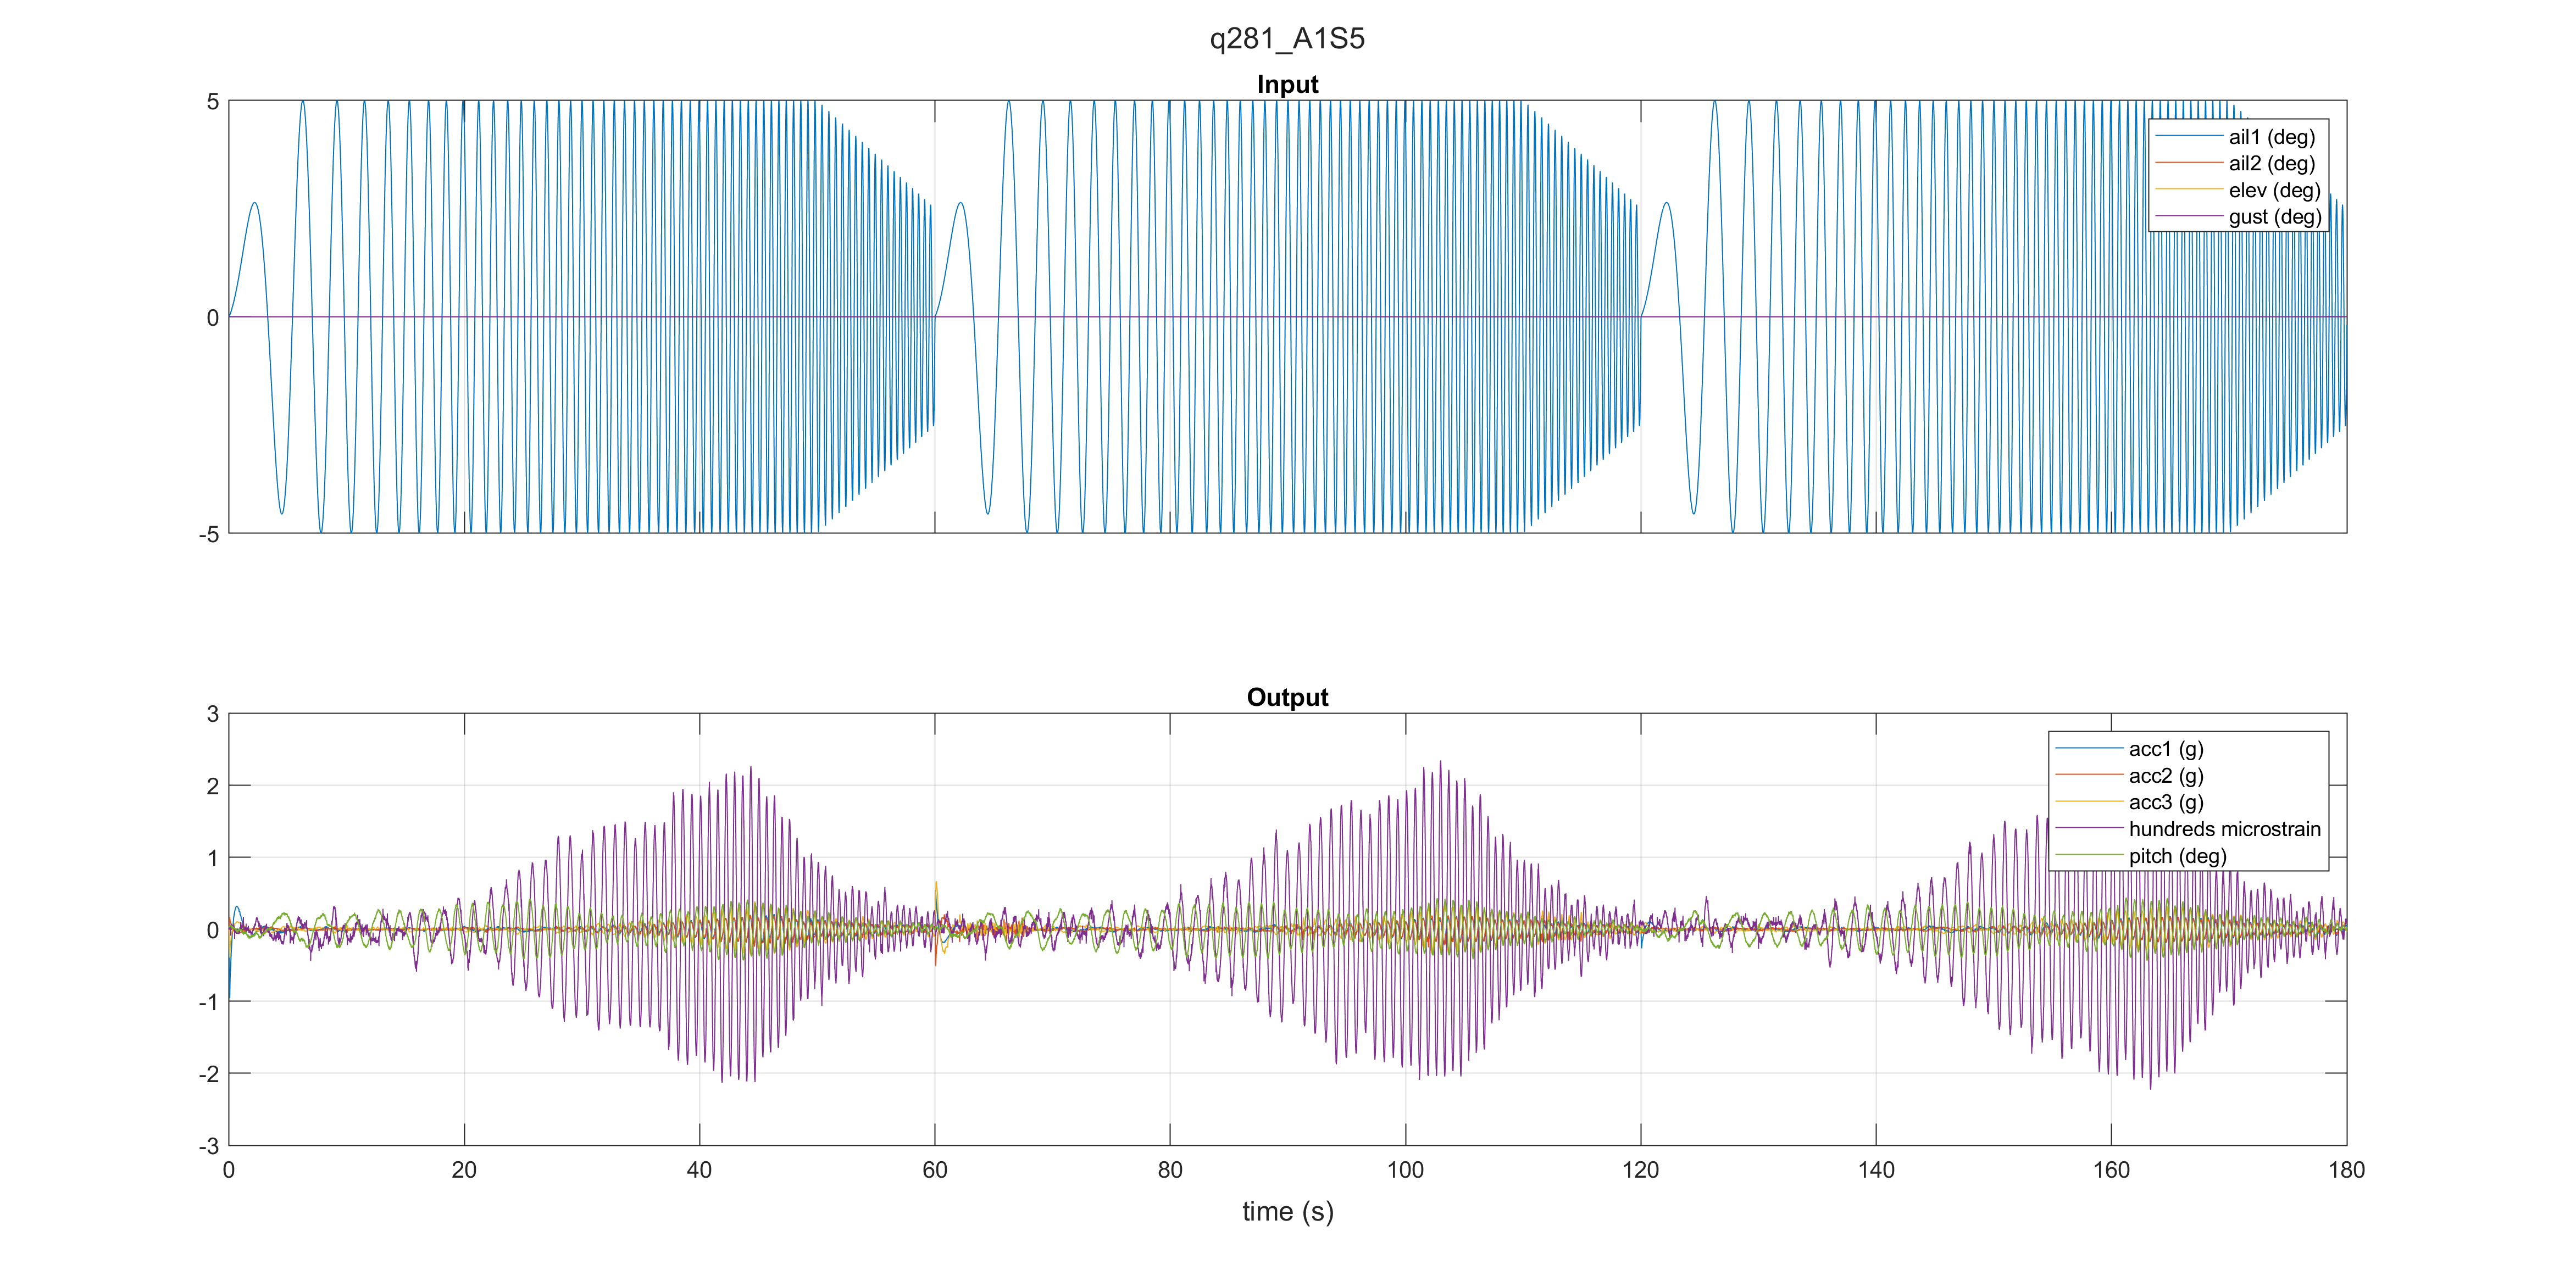 q281_A1S5
Input
5
0
-5
ail1 (deg)
ail2 (deg)
elev (deg)
gust (deg)
Output
3
2
1
0
-1
-2
-3
acc1 (g)
acc2 (g)
acc3 (g)
hundreds microstrain
pitch (deg)
0 20 40 60 80 100 120 140 160 180
time (s)